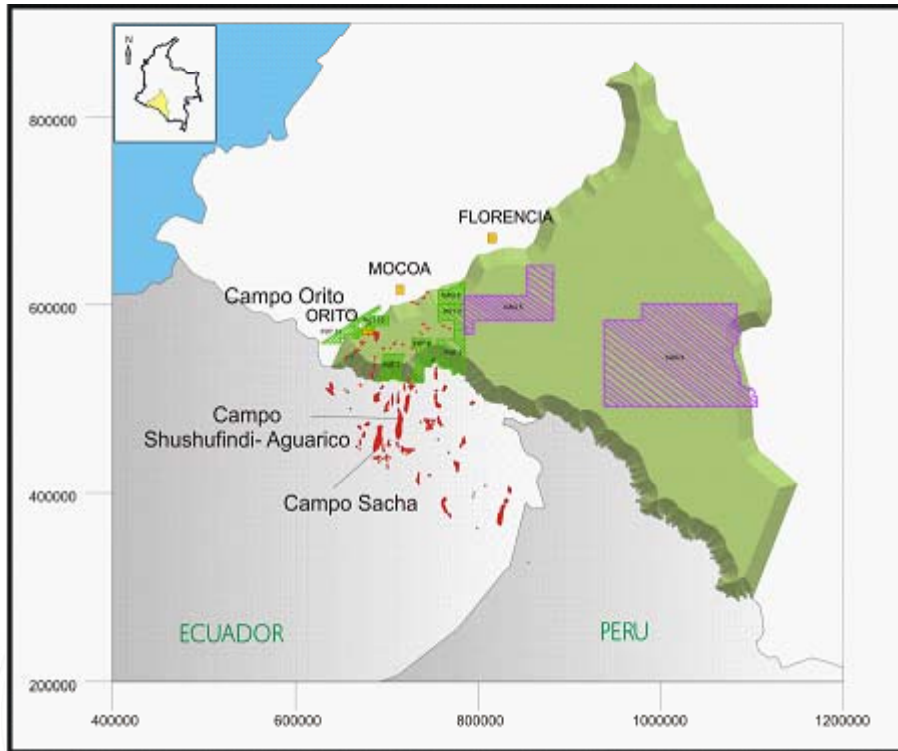 N
800000
FLORENCIA
MOCOA
600000
Campo Orito
ORITO
Campo
Shushufindi- Aguarico
400000
Campo Sacha
ECUADOR
PERU
200000
400000
600000
800000
1000000
1200000